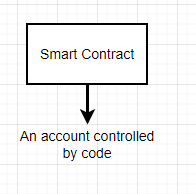 Smart Contract
An account controlled
by code